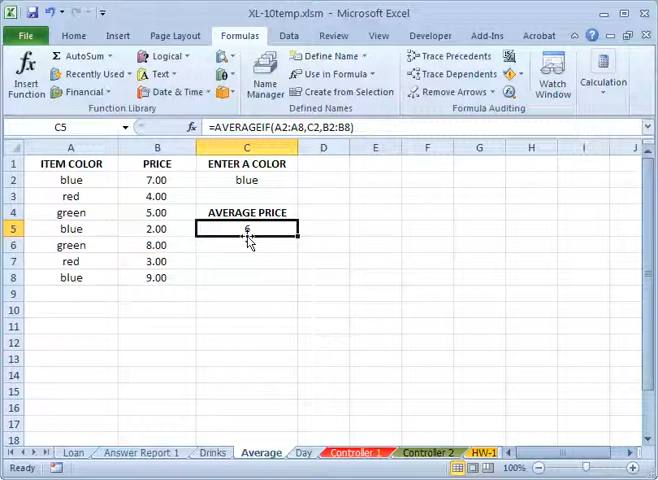 XL-10temp.xlsm - Microsoft Excel
File Home Insert Page Layout Formulas Data Review View Developer Add-Ins Acrobat
Insert Function
AutoSum
Recently Used
Financial
Logical
Text
Date & Time
Function Library
Name Manager
Define Name
Use in Formula
Create from Selection
Defined Names
Trace Precedents
Trace Dependents
Remove Arrows
Formula Auditing
Watch Window
Calculation
C5 fx =AVERAGEIF(A2:A8,C2,B2:B8)
A B C D E F G H I J
1 ITEM COLOR PRICE ENTER A COLOR
2 blue 7.00 blue
3 red 4.00
4 green 5.00 AVERAGE PRICE
5 blue 2.00 6
6 green 8.00
7 red 3.00
8 blue 9.00
9
10
11
12
13
14
15
16
17
18
Loan Answer Report 1 Drinks Average Day Controller 1 Controller 2 HW-1
Ready 100%